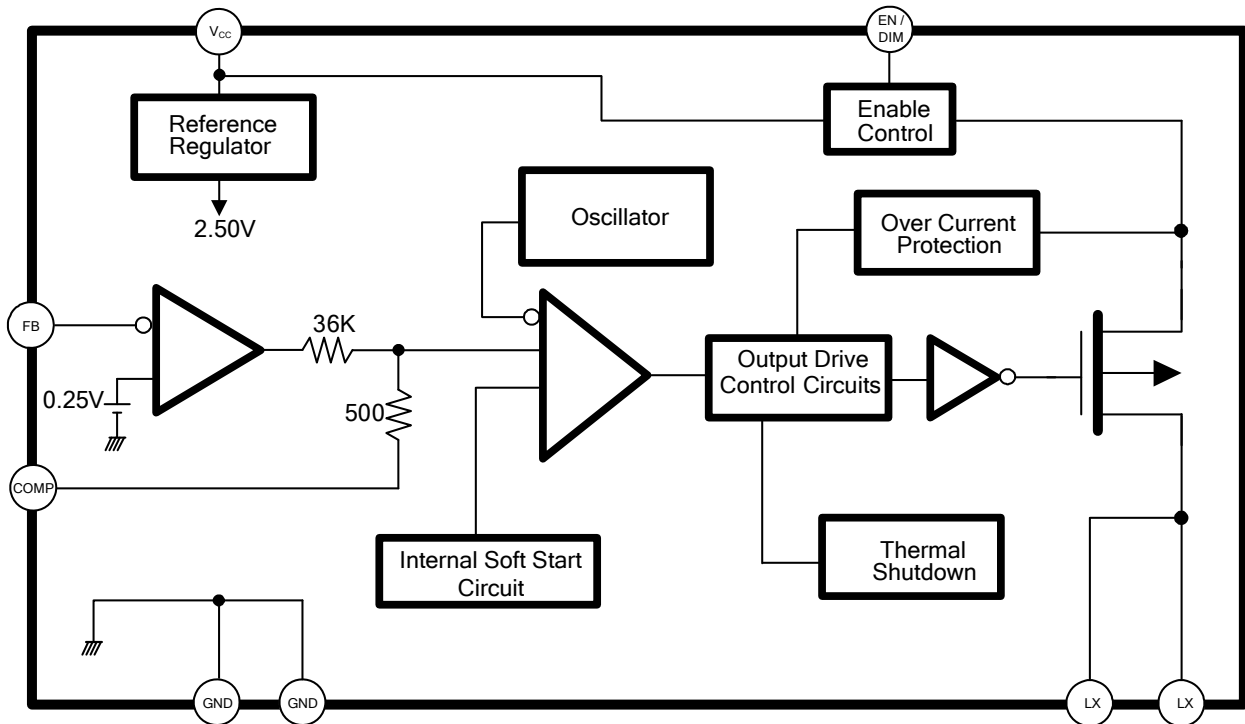 VCC
EN /
DIM
Reference
Regulator
Enable
Control
2.50V
Oscillator
Over Current
Protection
FB
36K
0.25V
500
Output Drive
Control Circuits
COMP
Internal Soft Start
Circuit
Thermal
Shutdown
GND
GND
LX
LX